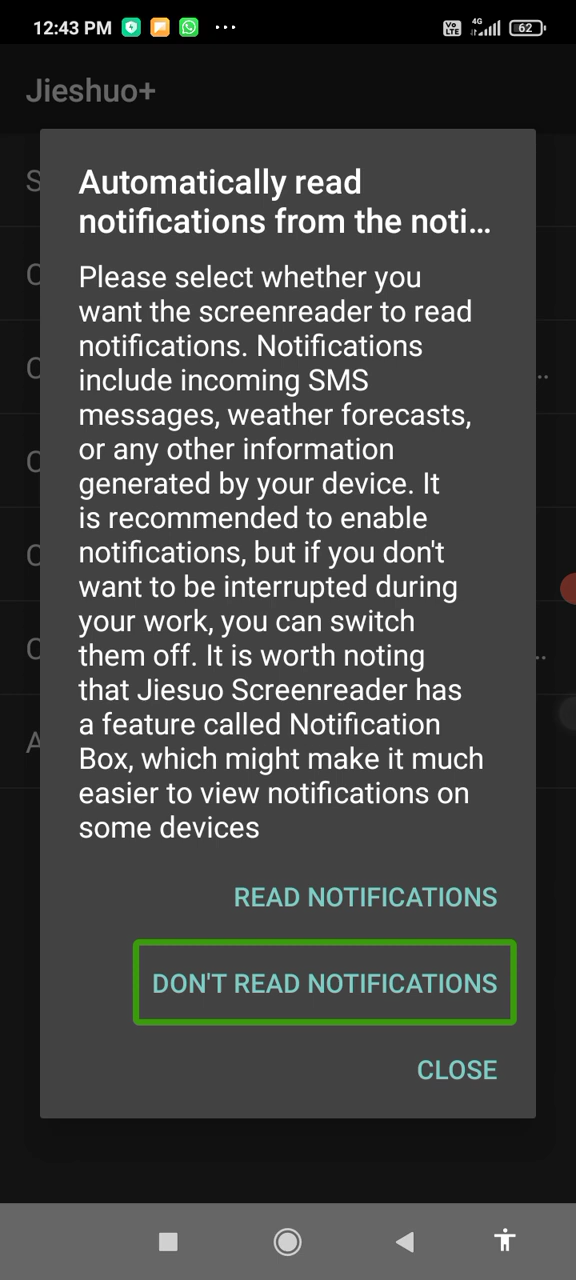 12:43 PM
Vo LTE 4G 62
Jieshuo+
S
Automatically read
notifications from the noti...
C
Please select whether you
want the screenreader to read
notifications. Notifications
C
include incoming SMS
..
messages, weather forecasts,
C
or any other information
generated by your device. It
is recommended to enable
C
notifications, but if you don't
want to be interrupted during
your work, you can switch
C
them off. It is worth noting
..
that Jiesuo Screenreader has
a feature called Notification
A
Box, which might make it much
easier to view notifications on
some devices
READ NOTIFICATIONS
DON'T READ NOTIFICATIONS
CLOSE